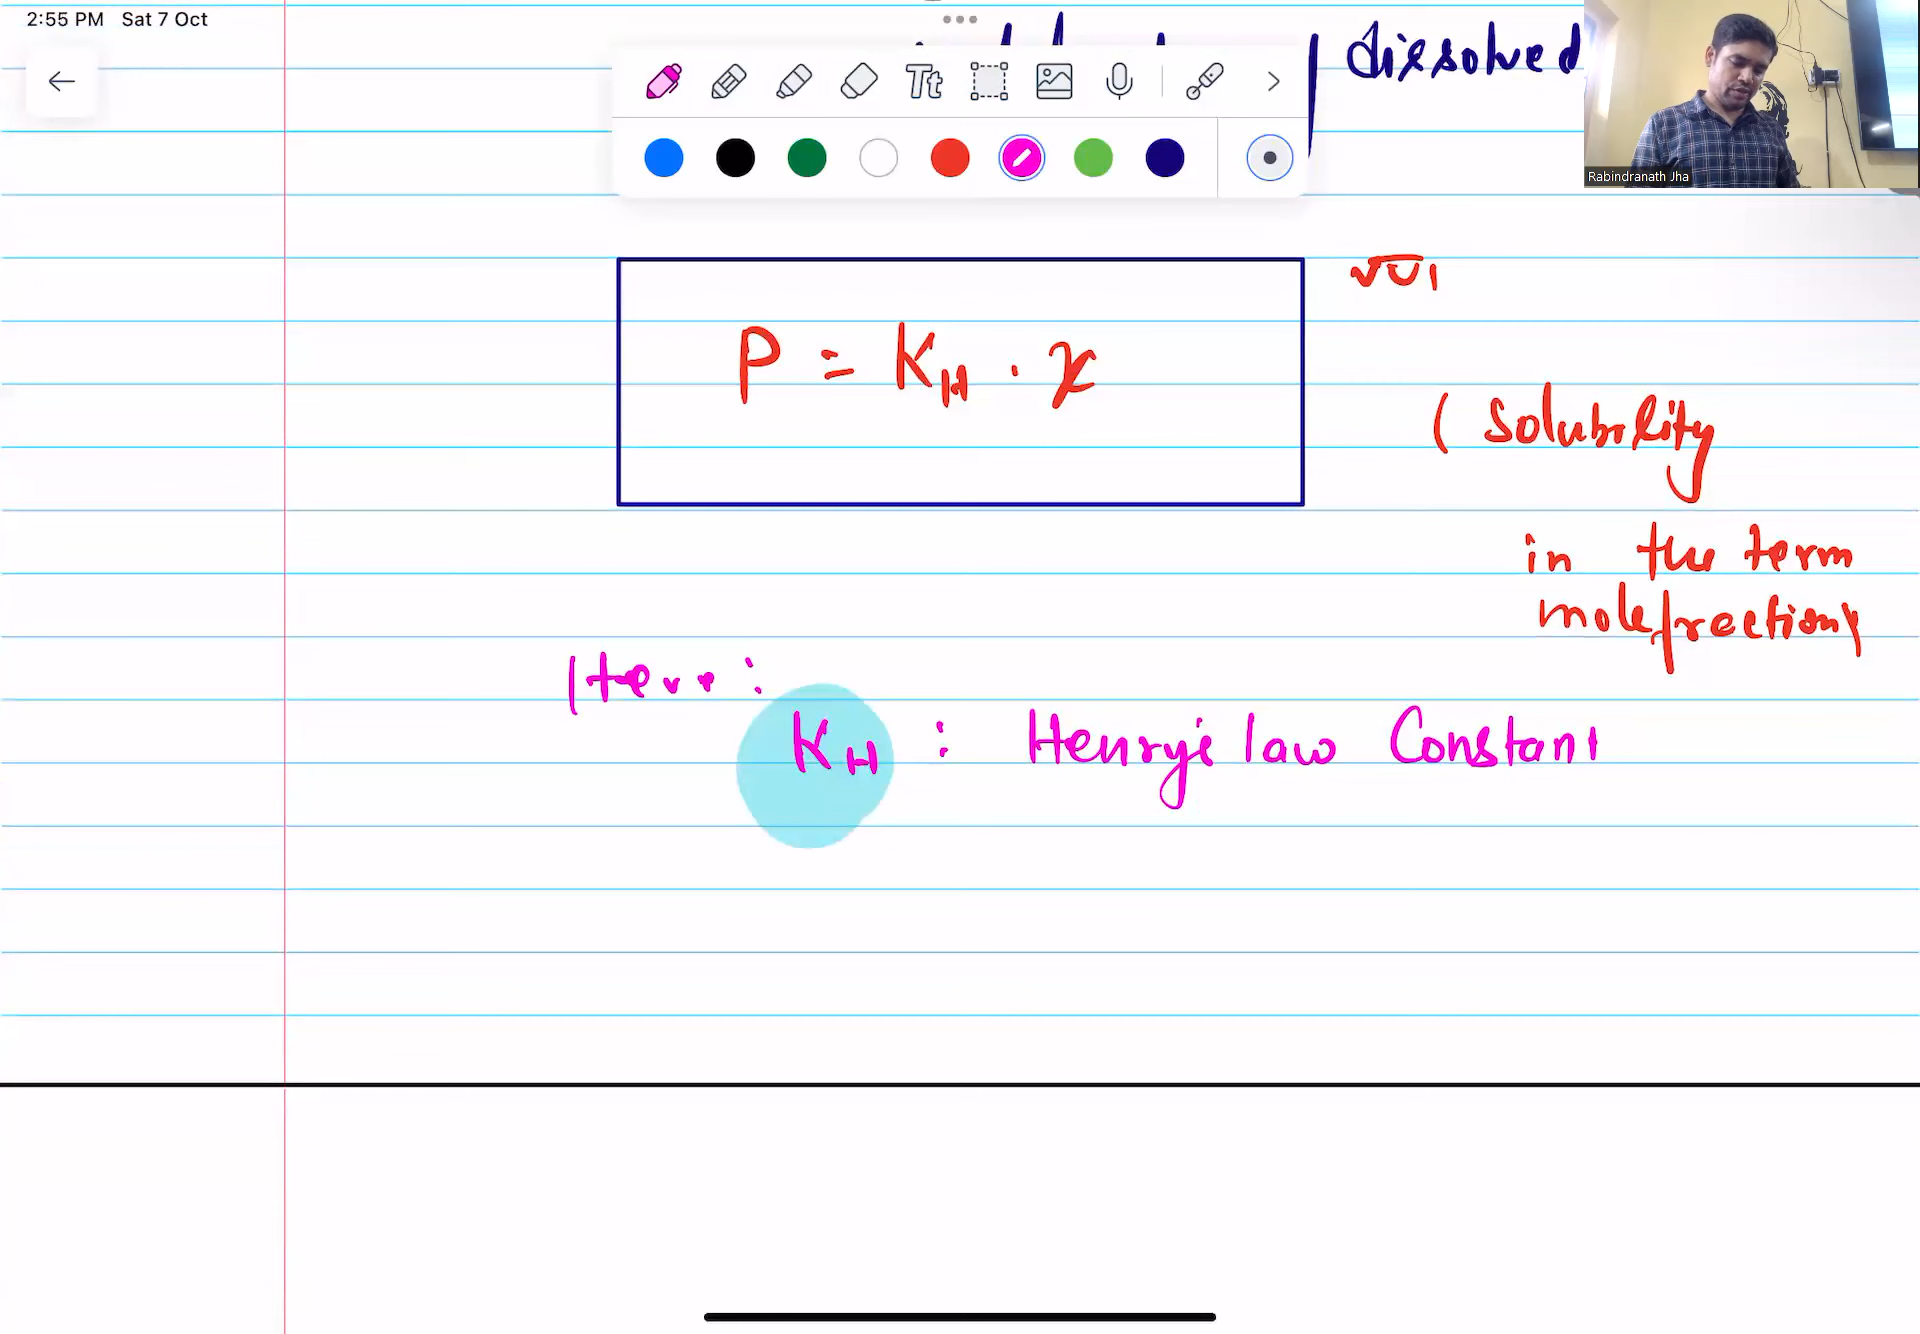 2:55 PM Sat 7 Oct
dissolved
Tt
Rabindranath Jha
P = K_H . x
(Solubility
in the term
molefraction)
Here :
K_H : Henry's law Constant